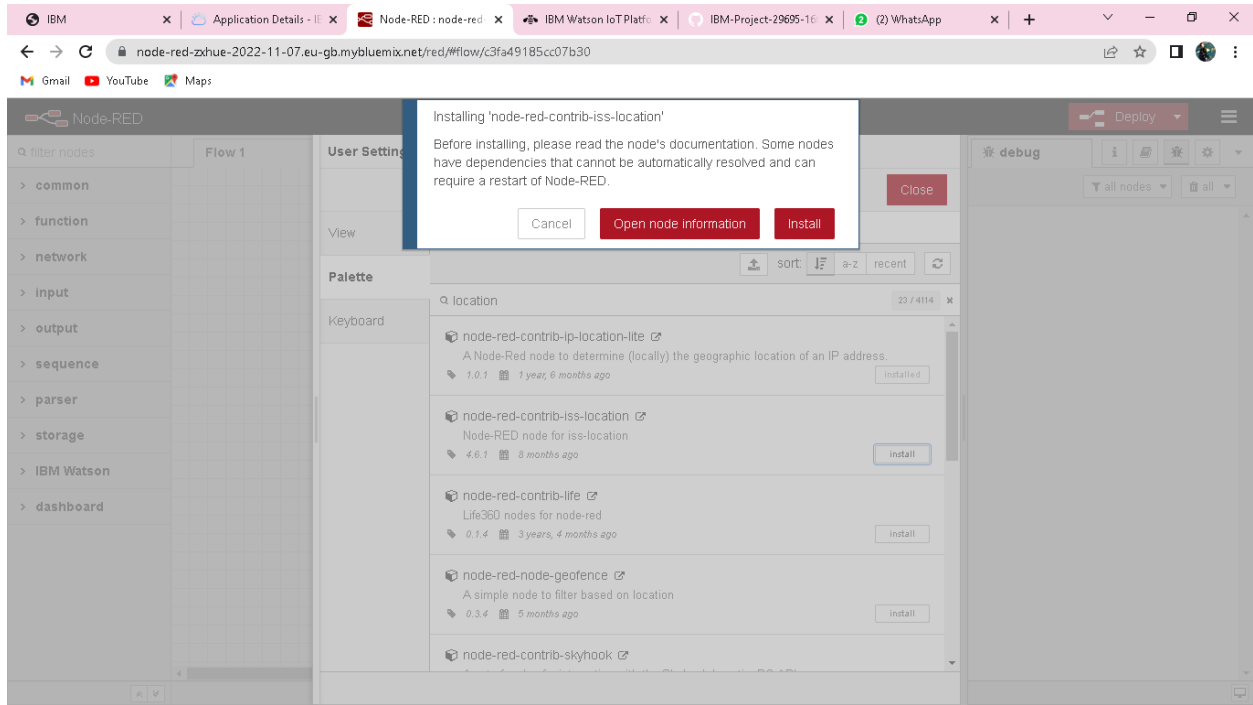 IBM
Application Details - IE
Node-RED : node-red-
IBM Watson IoT Platfo
IBM-Project-29695-16
(2) WhatsApp
node-red-zxhue-2022-11-07.eu-gb.mybluemix.net/red/#flow/c3fa49185cc07b30
Gmail YouTube Maps
Node-RED
Deploy
Installing 'node-red-contrib-iss-location'
Before installing, please read the node's documentation. Some nodes
have dependencies that cannot be automatically resolved and can
require a restart of Node-RED.
Cancel Open node information Install
filter nodes
common
function
network
input
output
sequence
parser
storage
IBM Watson
dashboard
Flow 1
User Setting
Close
View
Palette
Keyboard
sort: a-z recent
location 23 / 4114
node-red-contrib-ip-location-lite
A Node-Red node to determine (locally) the geographic location of an IP address.
1.0.1 1 year, 6 months ago installed
node-red-contrib-iss-location
Node-RED node for iss-location
4.6.1 8 months ago install
node-red-contrib-life
Life360 nodes for node-red
0.1.4 3 years, 4 months ago install
node-red-node-geofence
A simple node to filter based on location
0.3.4 5 months ago install
node-red-contrib-skyhook
debug
all nodes all